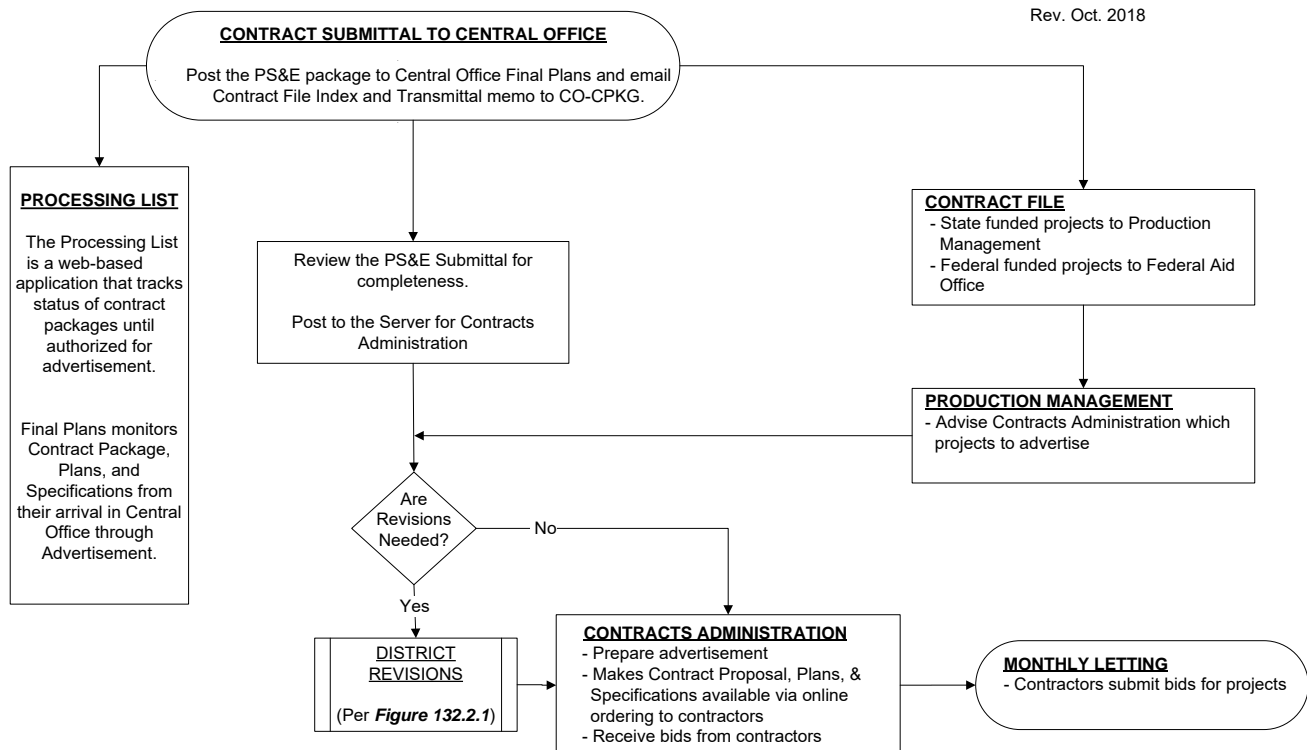 Rev. Oct. 2018
CONTRACT SUBMITTAL TO CENTRAL OFFICE
Post the PS&E package to Central Office Final Plans and email
Contract File Index and Transmittal memo to CO-CPKG.
PROCESSING LIST
The Processing List
is a web-based
application that tracks
status of contract
packages until
authorized for
advertisement.
Final Plans monitors
Contract Package,
Plans, and
Specifications from
their arrival in Central
Office through
Advertisement.
Review the PS&E Submittal for
completeness.
Post to the Server for Contracts
Administration
CONTRACT FILE
- State funded projects to Production
Management
- Federal funded projects to Federal Aid
Office
PRODUCTION MANAGEMENT
- Advise Contracts Administration which
projects to advertise
Are
Revisions
Needed?
No
Yes
DISTRICT
REVISIONS
(Per Figure 132.2.1)
CONTRACTS ADMINISTRATION
- Prepare advertisement
- Makes Contract Proposal, Plans, &
Specifications available via online
ordering to contractors
- Receive bids from contractors
MONTHLY LETTING
- Contractors submit bids for projects